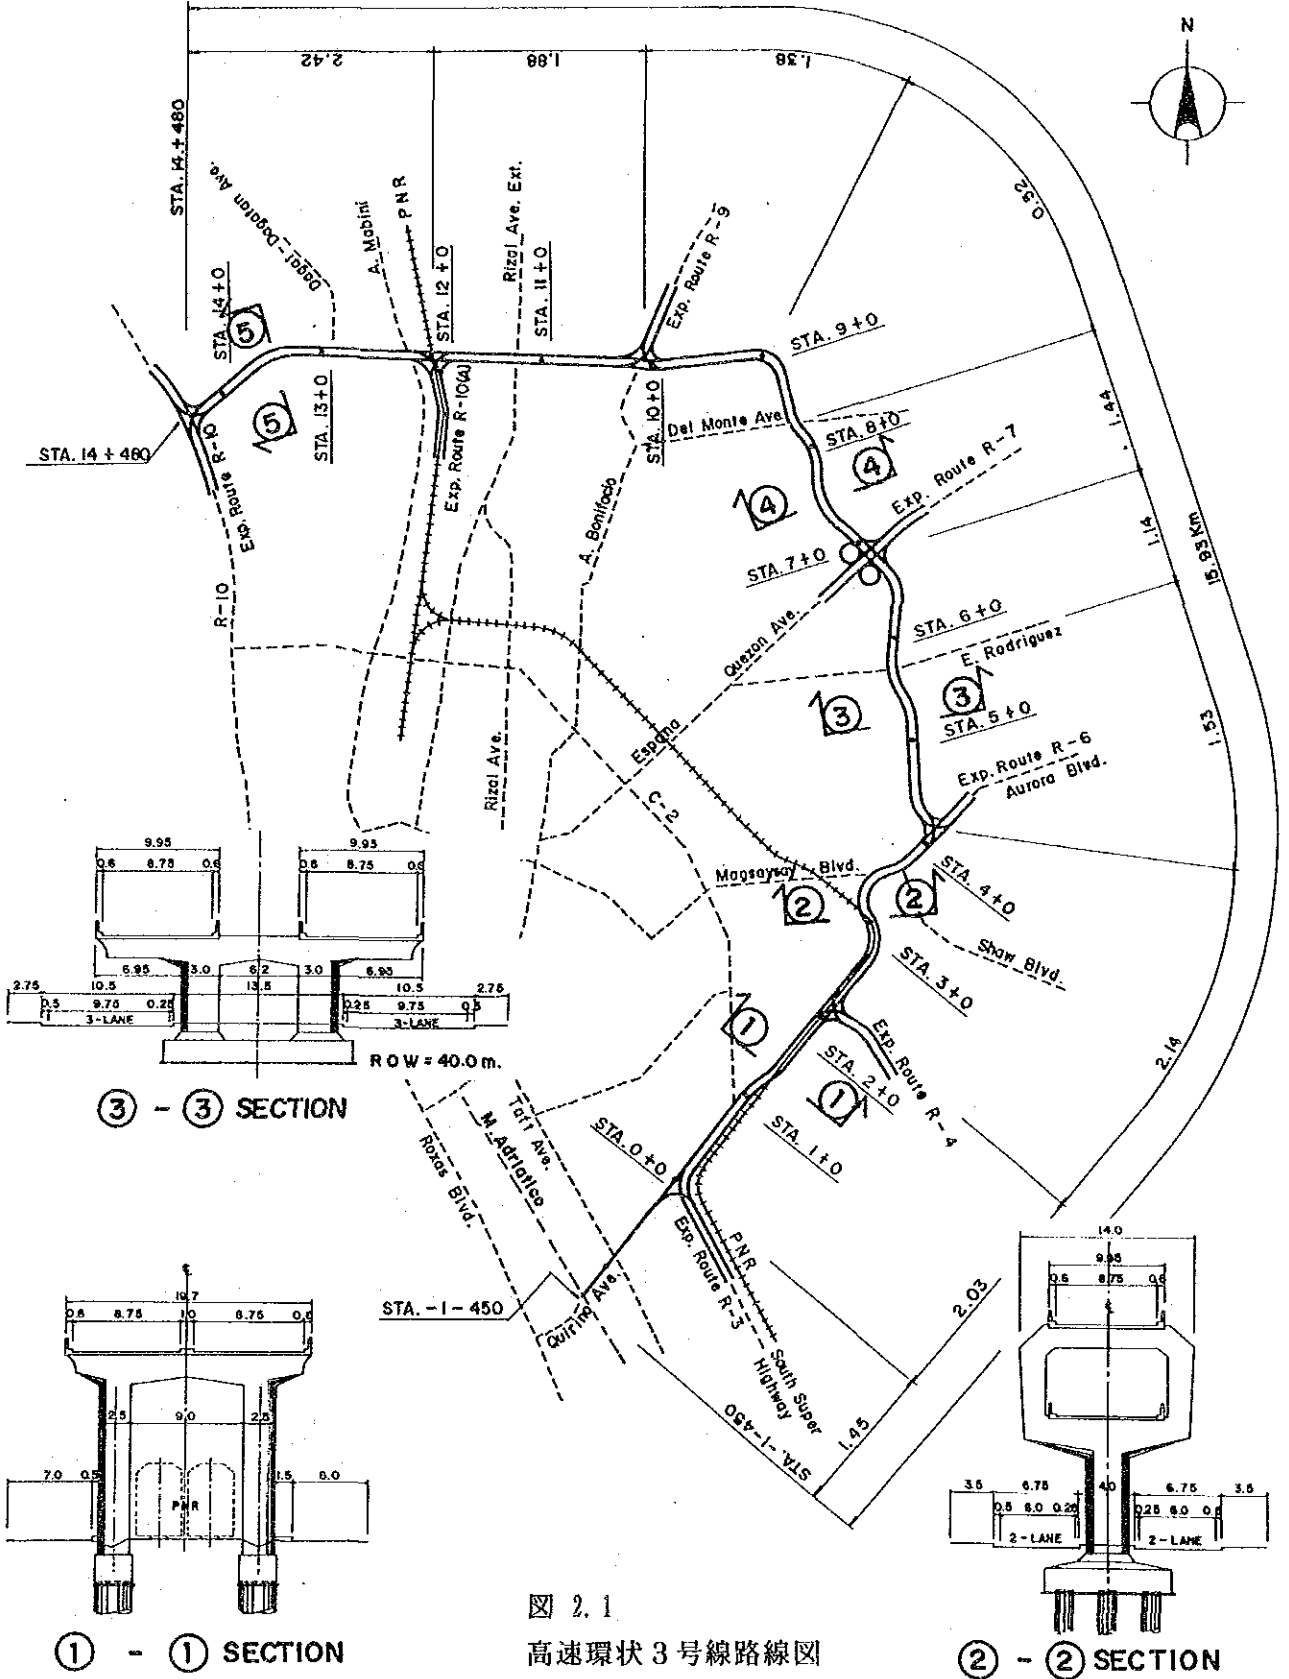 2.42
1.88
1.38
N
STA. 14 + 480
Dagat-Dagatan Ave.
A. Mabini
PNR
Rizal Ave. Ext.
Exp. Route R-9
0.52
STA. 14+0
STA. 12+0
STA. 11+0
5
STA. 9+0
5
STA. 13+0
Exp. Route R-10(A)
STA. 10+0
Del Monte Ave.
STA. 8+0
1.44
STA. 14 + 480
Exp. Route R-10
4
4
Exp. Route R-7
A. Bonifacio
STA. 7+0
1.14
15.93 Km
R-10
Quezon Ave.
STA. 6+0
E. Rodriguez
3
3
STA. 5+0
1.53
Espana
Exp. Route R-6
Aurora Blvd.
Rizal Ave.
C-2
Magsaysay Blvd.
2
2
STA. 4+0
Shaw Blvd.
STA. 3+0
9.95 9.95
0.6 8.75 0.6 0.6 8.75 0.6
6.95 3.0 6.2 3.0 6.95
2.75 10.5 13.5 10.5 2.75
0.5 9.75 0.25 0.25 9.75 0.5
3-LANE 3-LANE
ROW = 40.0 m.
3 - 3 SECTION
1
STA. 2+0
1
Exp. Route R-4
2.14
STA. 1+0
STA. 0+0
Taft Ave.
M. Adriatico
Roxas Blvd.
PNR
Exp. Route R-3
STA. -1-450
Quirino Ave.
South Super
Highway
STA. -1-450
2.03
1.45
19.7
0.6 8.75 1.0 8.75 0.6
2.5 9.0 2.5
7.0 0.5 1.5 6.0
PNR
1 - 1 SECTION
14.0
9.95
0.6 8.75 0.6
3.5 6.75 4.0 6.75 3.5
0.5 6.0 0.25 0.25 6.0 0.5
2-LANE 2-LANE
2 - 2 SECTION
図 2.1
高速環状3号線路線図